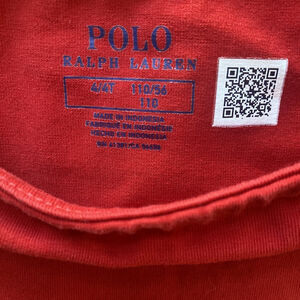 POLO
RALPH LAUREN
4/4T 110/56
110
MADE IN INDONESIA
FABRIQUÉ EN INDONÉSIE
HECHO EN INDONESIA